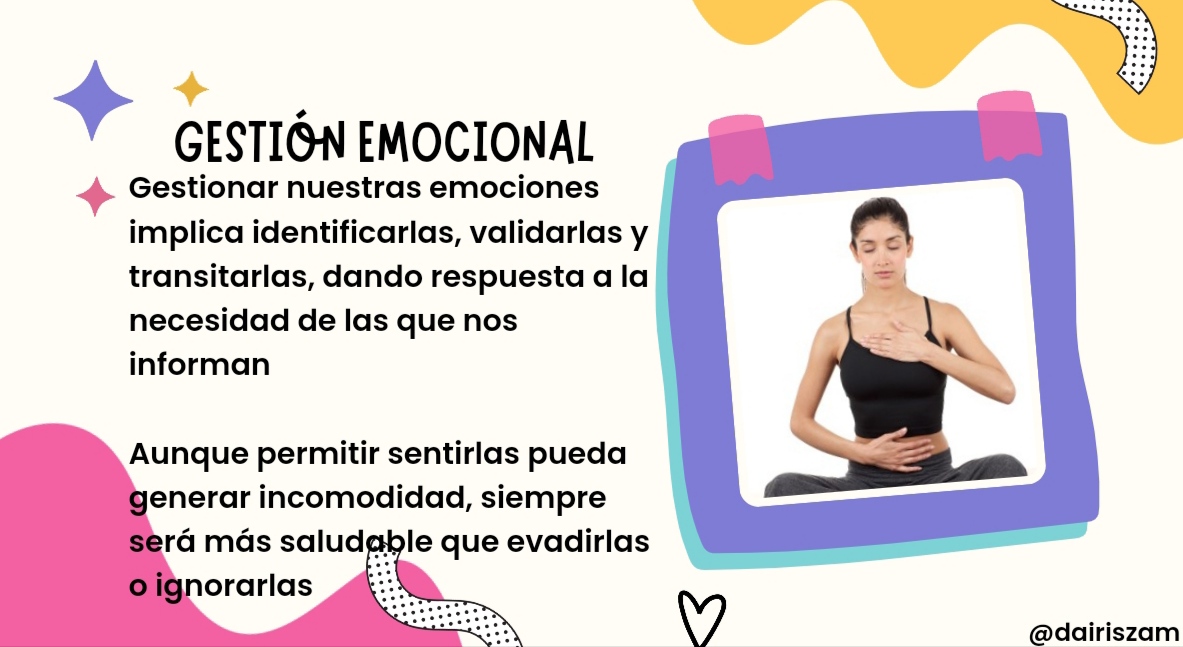 GESTIÓN EMOCIONAL
Gestionar nuestras emociones
implica identificarlas, validarlas y
transitarlas, dando respuesta a la
necesidad de las que nos
informan
Aunque permitir sentirlas pueda
generar incomodidad, siempre
será más saludable que evadirlas
o ignorarlas
@dairiszam